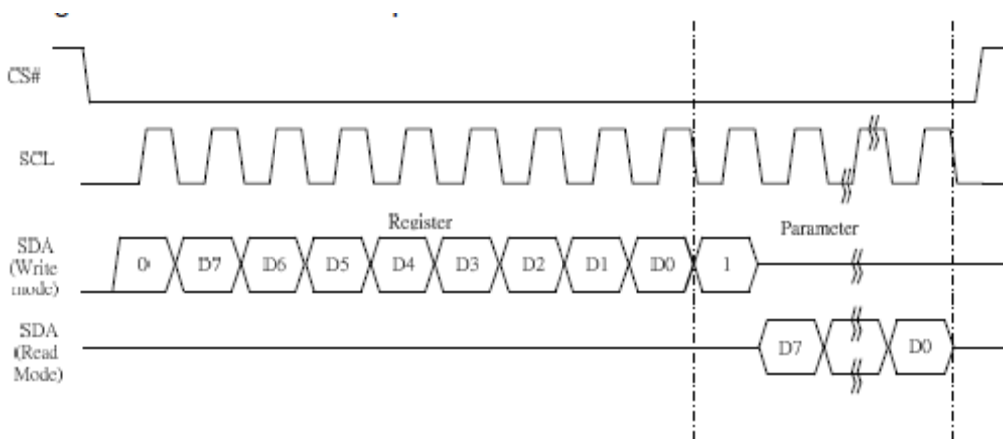 CS#
SCL
Register
Parameter
SDA
(Write
mode)
0 D7 D6 D5 D4 D3 D2 D1 D0 1
SDA
(Read
Mode)
D7 D0